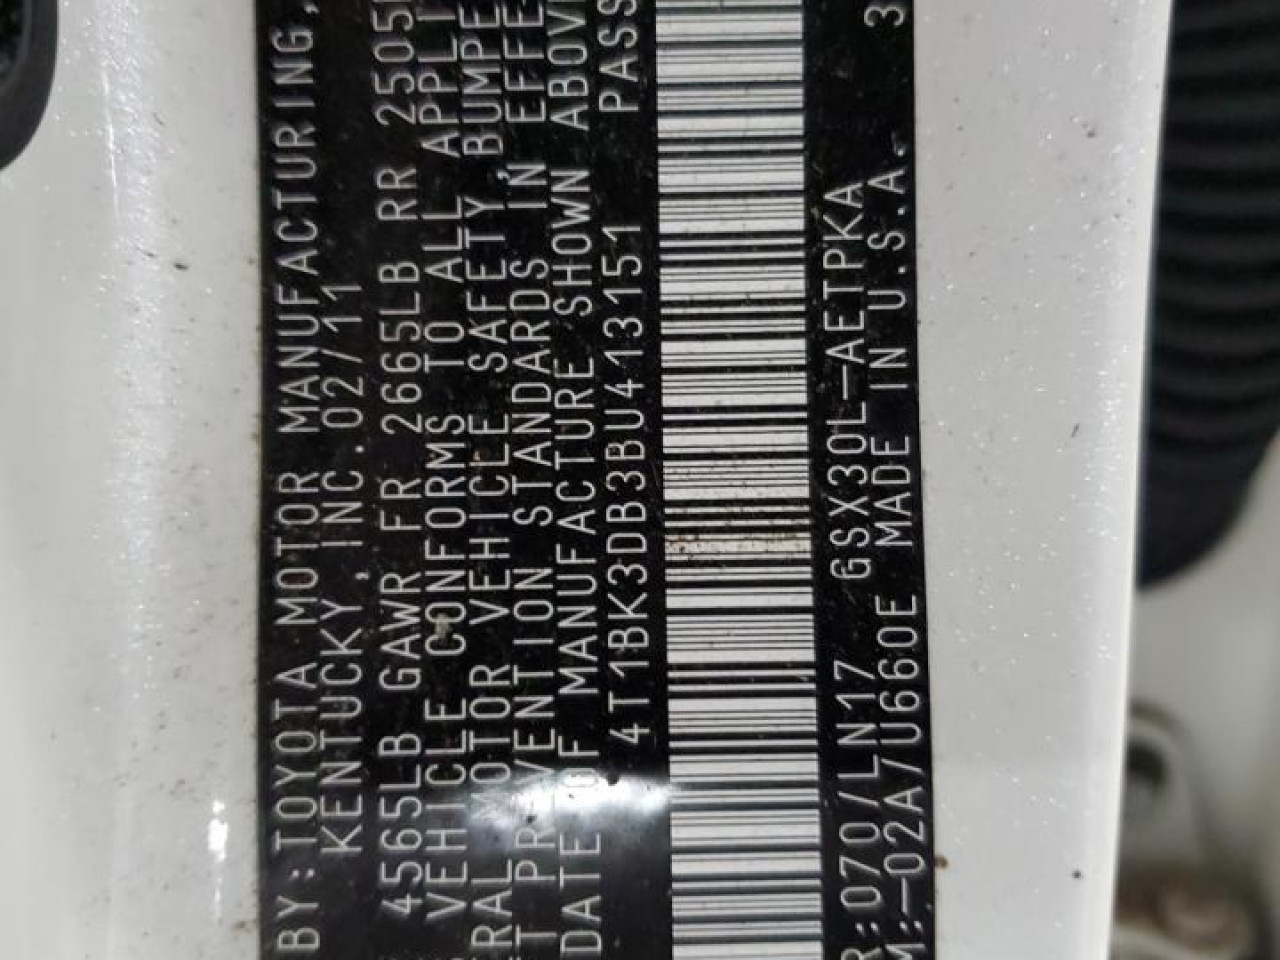 BY:TOYOTA MOTOR MANUFACTURING,
KENTUCKY,INC. 02/11
4565LB GAWR FR 2665LB RR 2505
VEHICLE CONFORMS TO ALL APPLI
ERAL MOTOR VEHICLE SAFETY,BUMPE
T PREVENTION STANDARDS IN EFFE
DATE OF MANUFACTURE SHOWN ABOV
4T1BK3DB3BU413151 PASS
R:070/LN17 GSX30L-AETPKA
M:-02A/U660E MADE IN U.S.A. 3